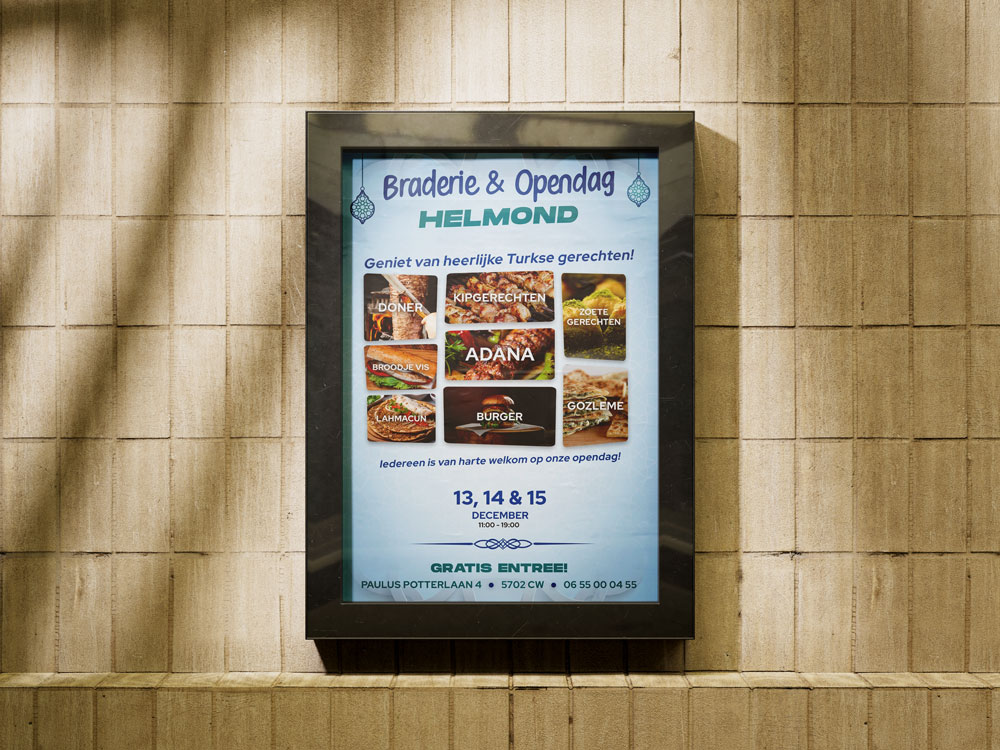 Braderie & Opendag
HELMOND
Geniet van heerlijke Turkse gerechten!
DONER
KIPGERECHTEN
ZOETE
GERECHTEN
BROODJE VIS
ADANA
LAHMACUN
BURGER
GOZLEME
Iedereen is van harte welkom op onze opendag!
13, 14 & 15
DECEMBER
11:00 - 19:00
GRATIS ENTREE!
PAULUS POTTERLAAN 4 ● 5702 CW ● 06 55 00 04 55